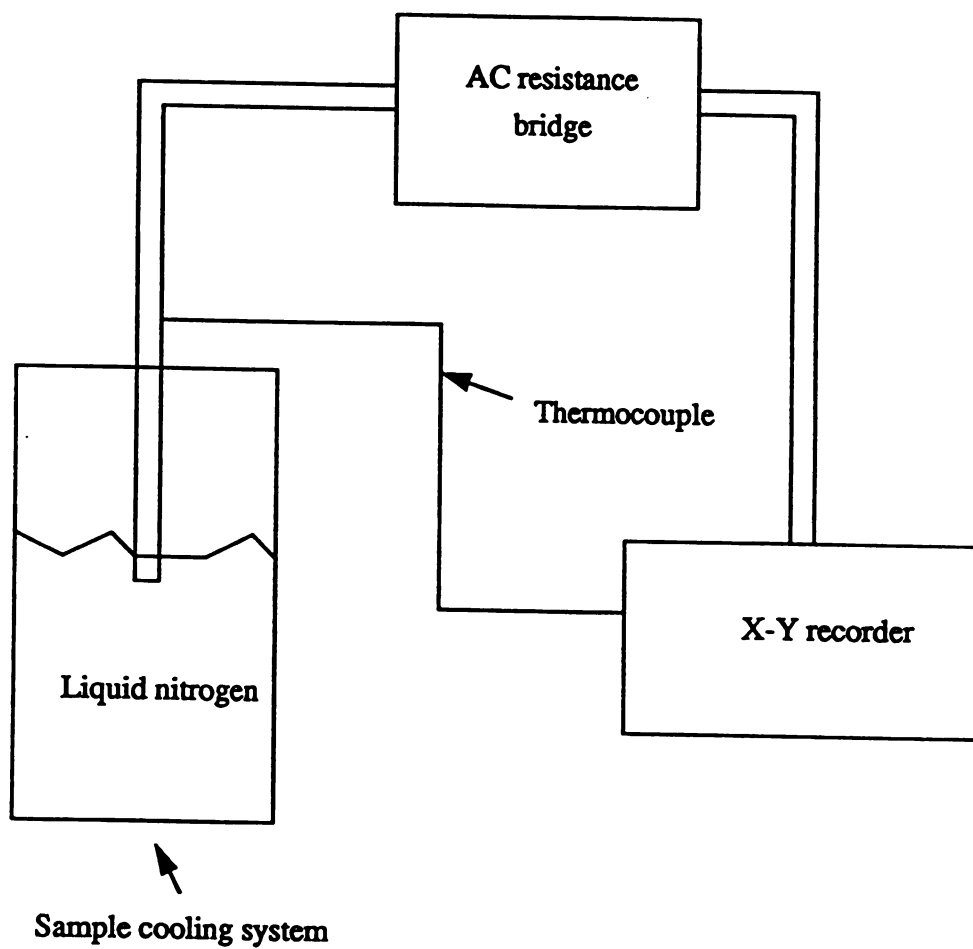 AC resistance
bridge
Thermocouple
X-Y recorder
Liquid nitrogen
Sample cooling system